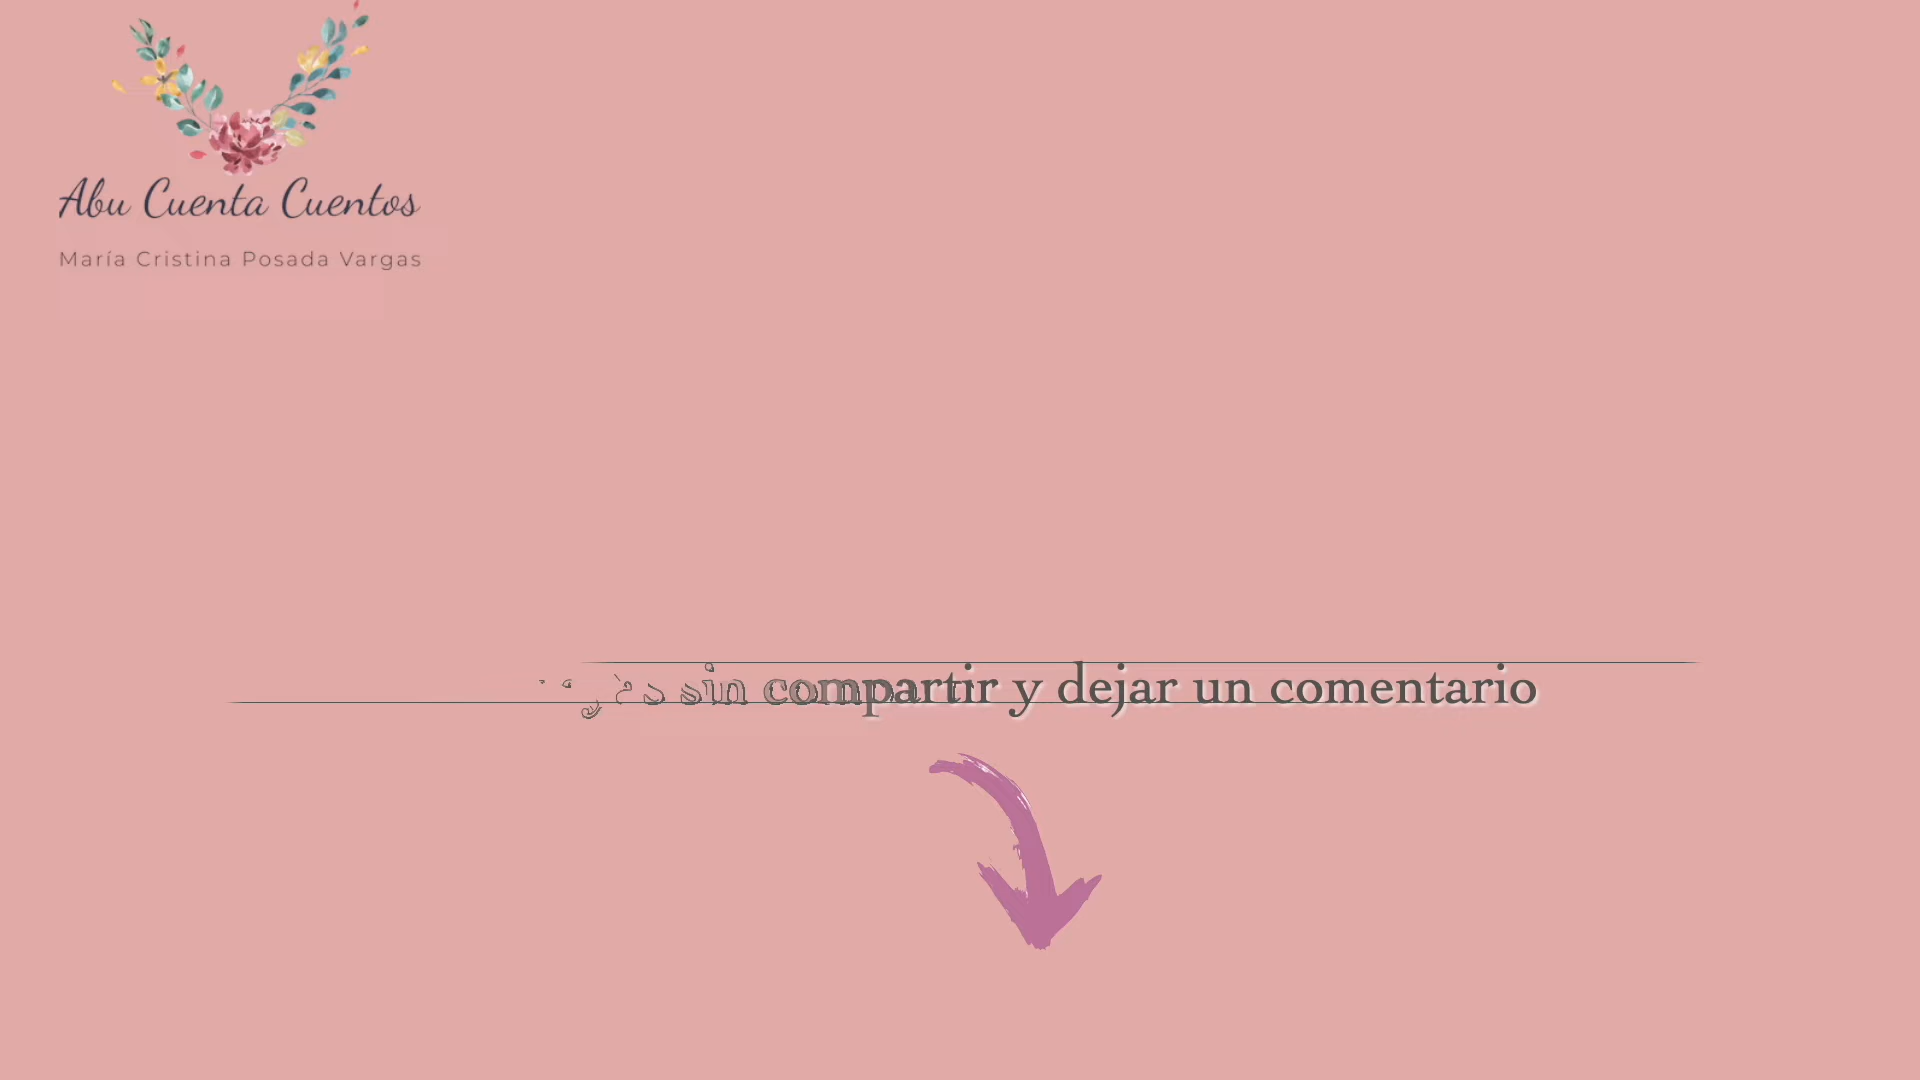 Abu Cuenta Cuentos
María Cristina Posada Vargas
sin compartir y dejar un comentario